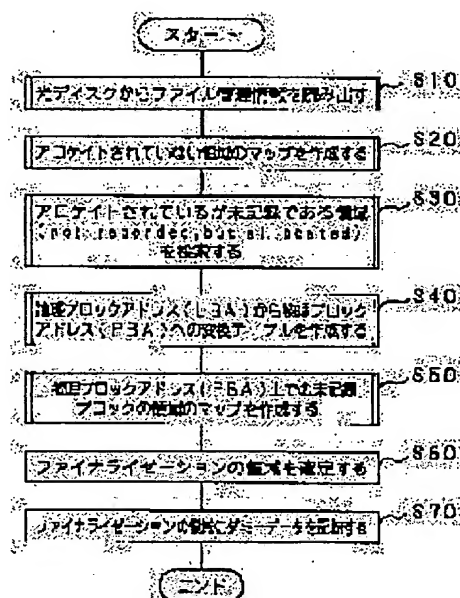 スタート
S10
光ディスクからファイル管理情報を読み出す
S20
アロケイトされていない領域のマップを作成する
S30
アロケイトされているが未記録である領域
(not recorded but allocated)
を検索する
S40
論理ブロックアドレス(LBA)から物理ブロック
アドレス(PBA)への変換テーブルを作成する
S50
物理ブロックアドレス(PBA)上での未記録
ブロックの領域のマップを作成する
S60
ファイナライゼーションの領域を確定する
S70
ファイナライゼーションの領域にダミーデータを記録する
エンド